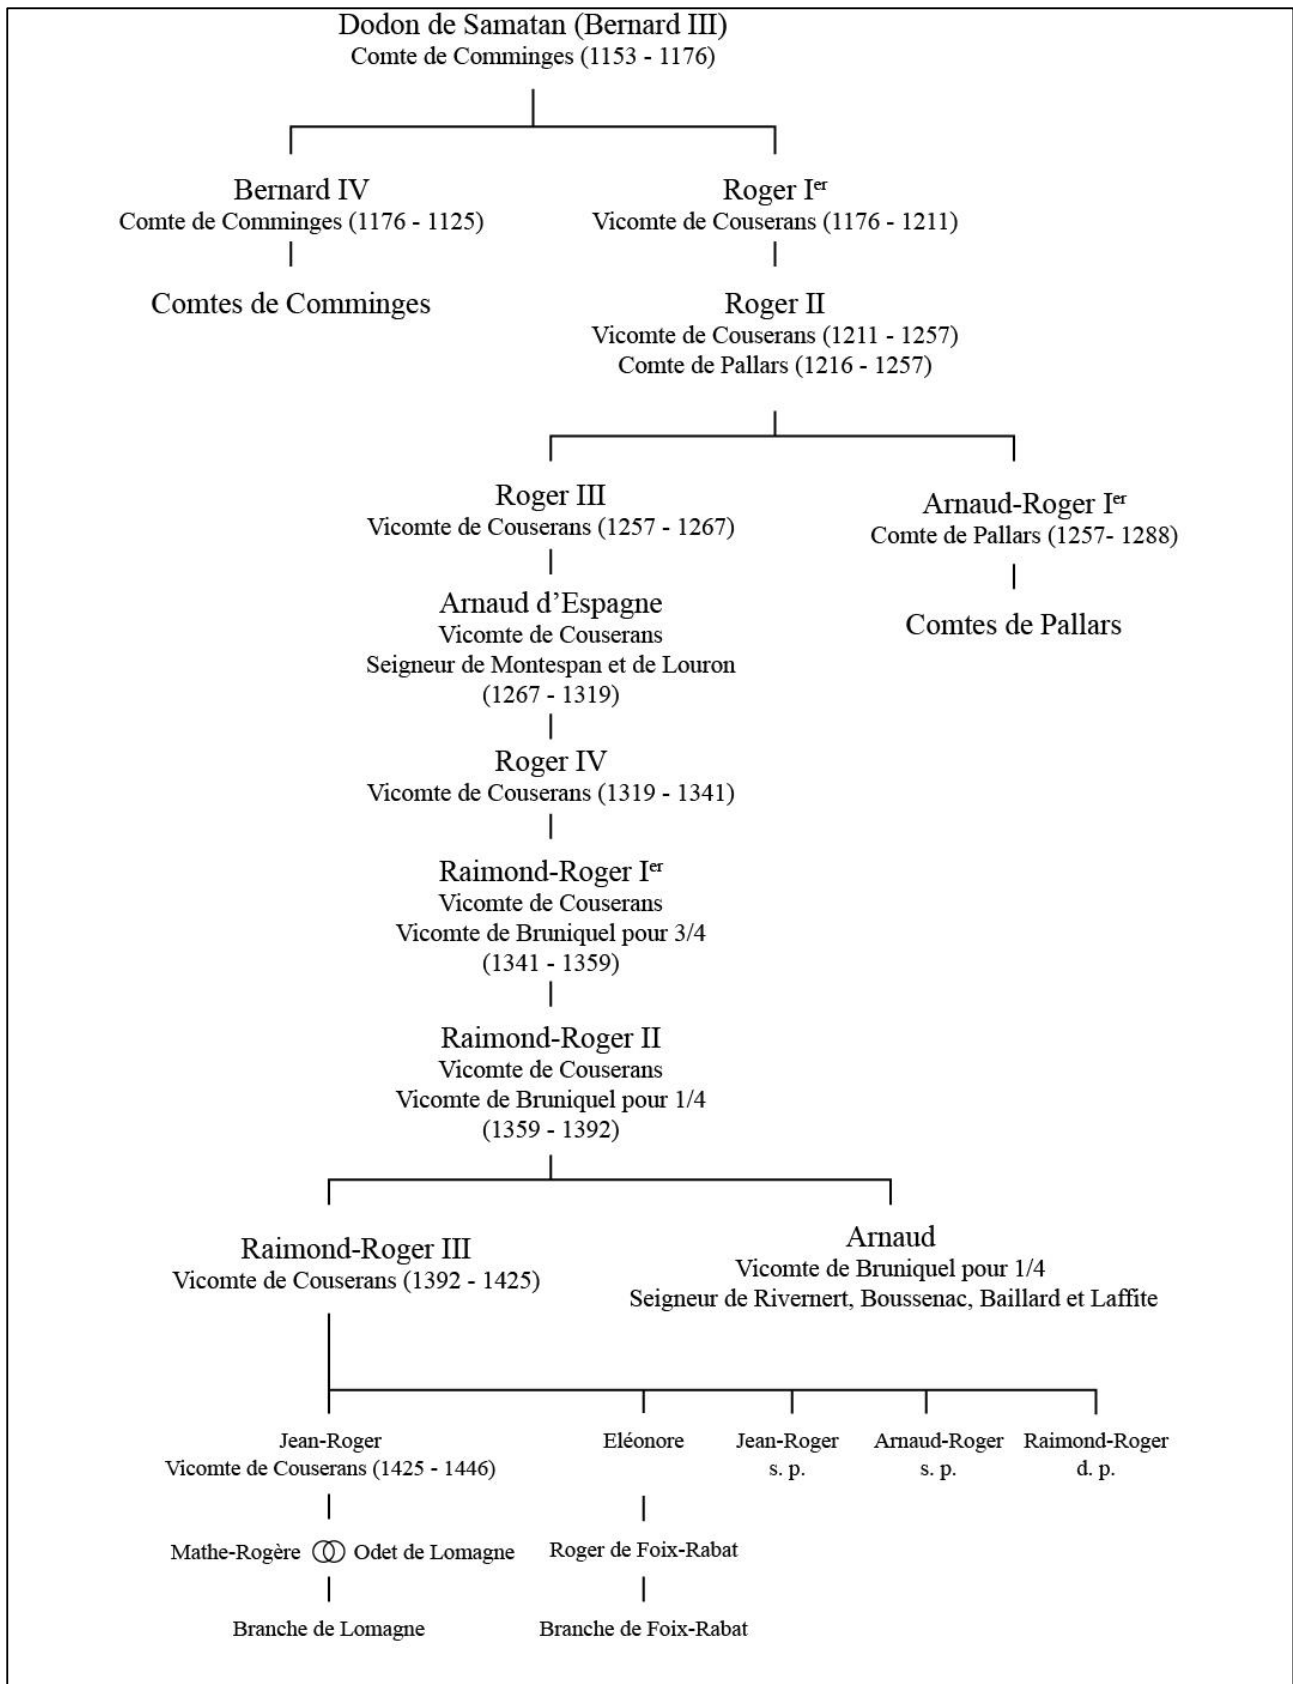 Dodon de Samatan (Bernard III)
Comte de Comminges (1153 - 1176)
Bernard IV
Comte de Comminges (1176 - 1125)
Comtes de Comminges
Roger Ier
Vicomte de Couserans (1176 - 1211)
Roger II
Vicomte de Couserans (1211 - 1257)
Comte de Pallars (1216 - 1257)
Roger III
Vicomte de Couserans (1257 - 1267)
Arnaud-Roger Ier
Comte de Pallars (1257- 1288)
Comtes de Pallars
Arnaud d’Espagne
Vicomte de Couserans
Seigneur de Montespan et de Louron
(1267 - 1319)
Roger IV
Vicomte de Couserans (1319 - 1341)
Raimond-Roger Ier
Vicomte de Couserans
Vicomte de Bruniquel pour 3/4
(1341 - 1359)
Raimond-Roger II
Vicomte de Couserans
Vicomte de Bruniquel pour 1/4
(1359 - 1392)
Raimond-Roger III
Vicomte de Couserans (1392 - 1425)
Arnaud
Vicomte de Bruniquel pour 1/4
Seigneur de Rivernert, Boussenac, Baillard et Laffite
Jean-Roger
Vicomte de Couserans (1425 - 1446)
Eléonore
Jean-Roger
s. p.
Arnaud-Roger
s. p.
Raimond-Roger
d. p.
Mathe-Rogère Odet de Lomagne
Roger de Foix-Rabat
Branche de Lomagne
Branche de Foix-Rabat